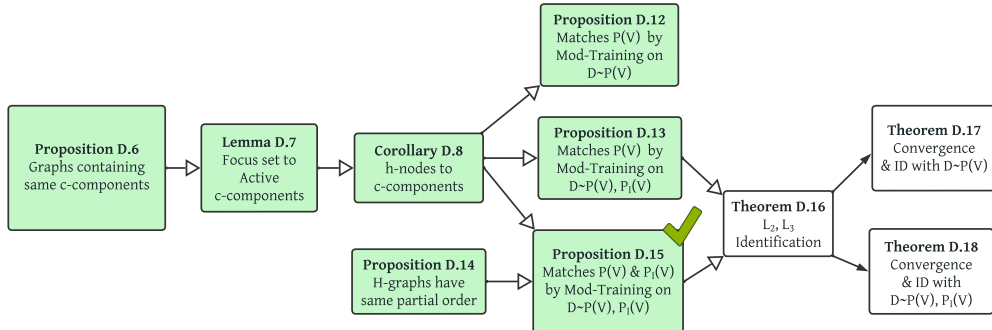 Proposition D.12
Matches P(V) by
Mod-Training on
D~P(V)
Proposition D.6
Graphs containing
same c-components
Lemma D.7
Focus set to
Active
c-components
Corollary D.8
h-nodes to
c-components
Proposition D.13
Matches P(V) by
Mod-Training on
D~P(V), P_I(V)
Theorem D.17
Convergence
& ID with D~P(V)
Theorem D.16
L₂, L₃
Identification
Proposition D.14
H-graphs have
same partial order
Proposition D.15
Matches P(V) & P_I(V)
by Mod-Training on
D~P(V), P_I(V)
Theorem D.18
Convergence
& ID with
D~P(V), P_I(V)